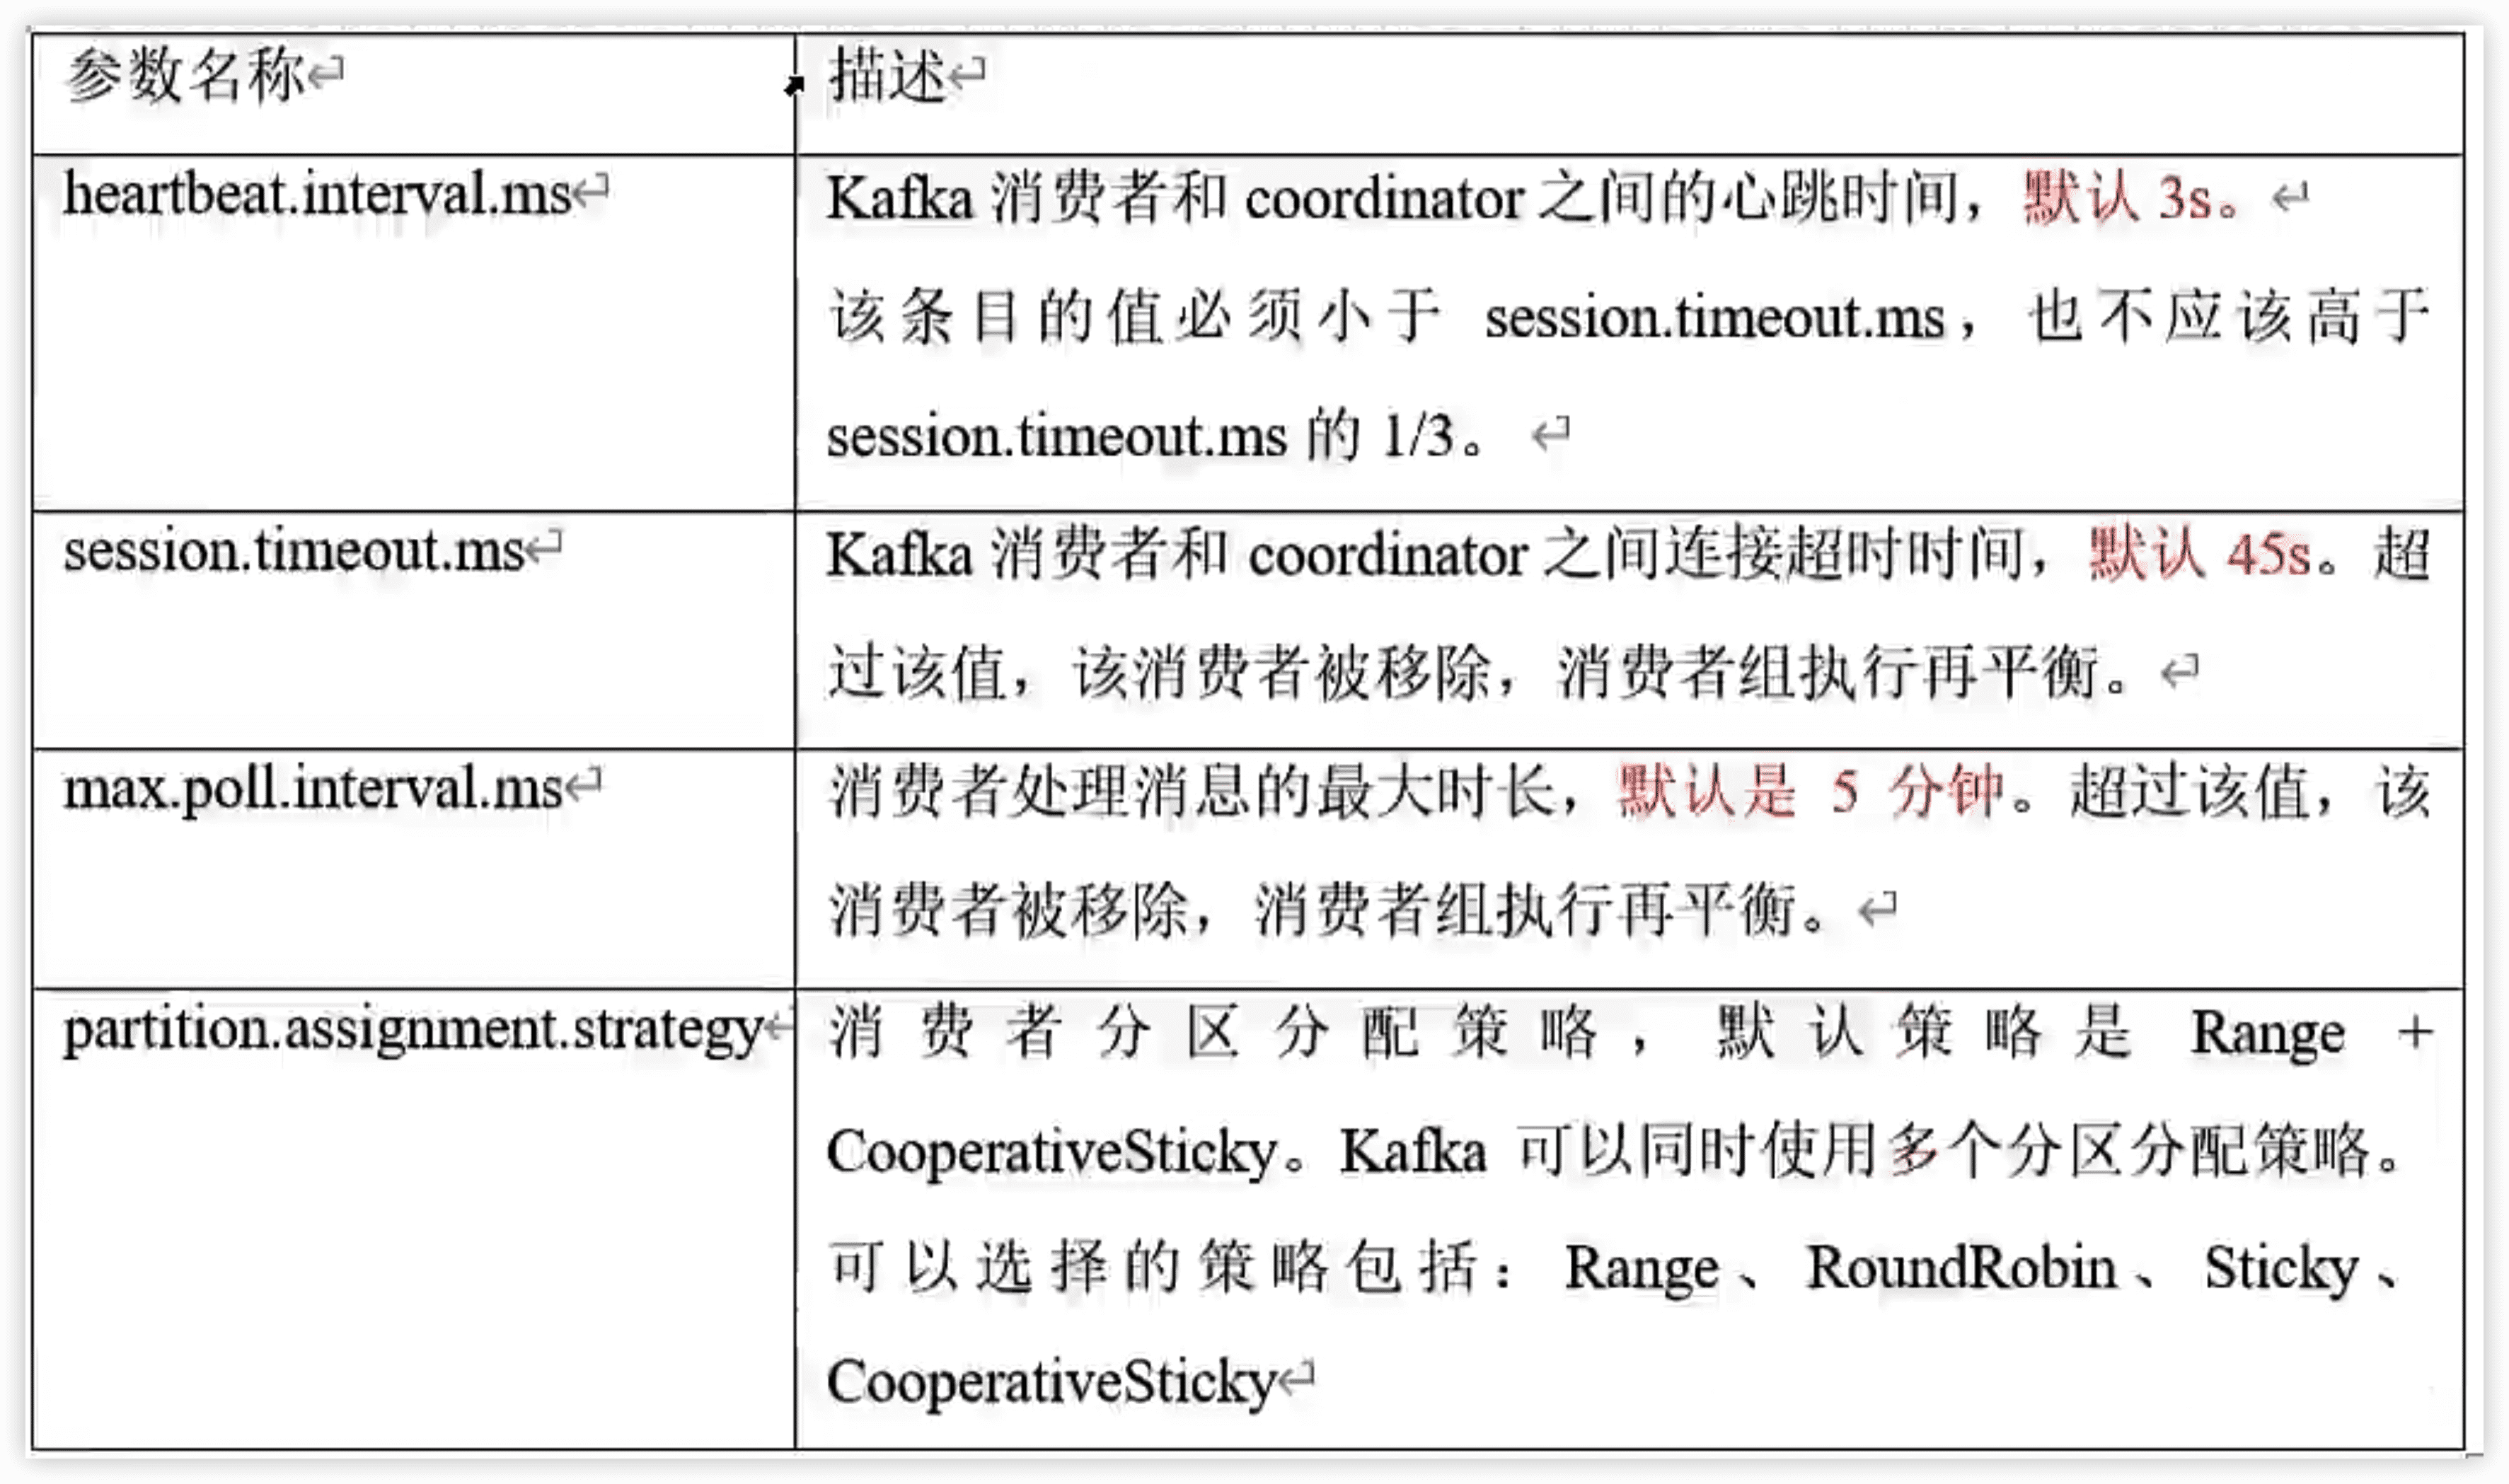 参数名称
描述
heartbeat.interval.ms
Kafka 消费者和 coordinator 之间的心跳时间，默认 3s。
该条目的值必须小于 session.timeout.ms，也不应该高于
session.timeout.ms 的 1/3。
session.timeout.ms
Kafka 消费者和 coordinator 之间连接超时时间，默认 45s。超
过该值，该消费者被移除，消费者组执行再平衡。
max.poll.interval.ms
消费者处理消息的最大时长，默认是 5 分钟。超过该值，该
消费者被移除，消费者组执行再平衡。
partition.assignment.strategy
消费者分区分配策略，默认策略是 Range +
CooperativeSticky。Kafka 可以同时使用多个分区分配策略。
可以选择的策略包括：Range、RoundRobin、Sticky、
CooperativeSticky